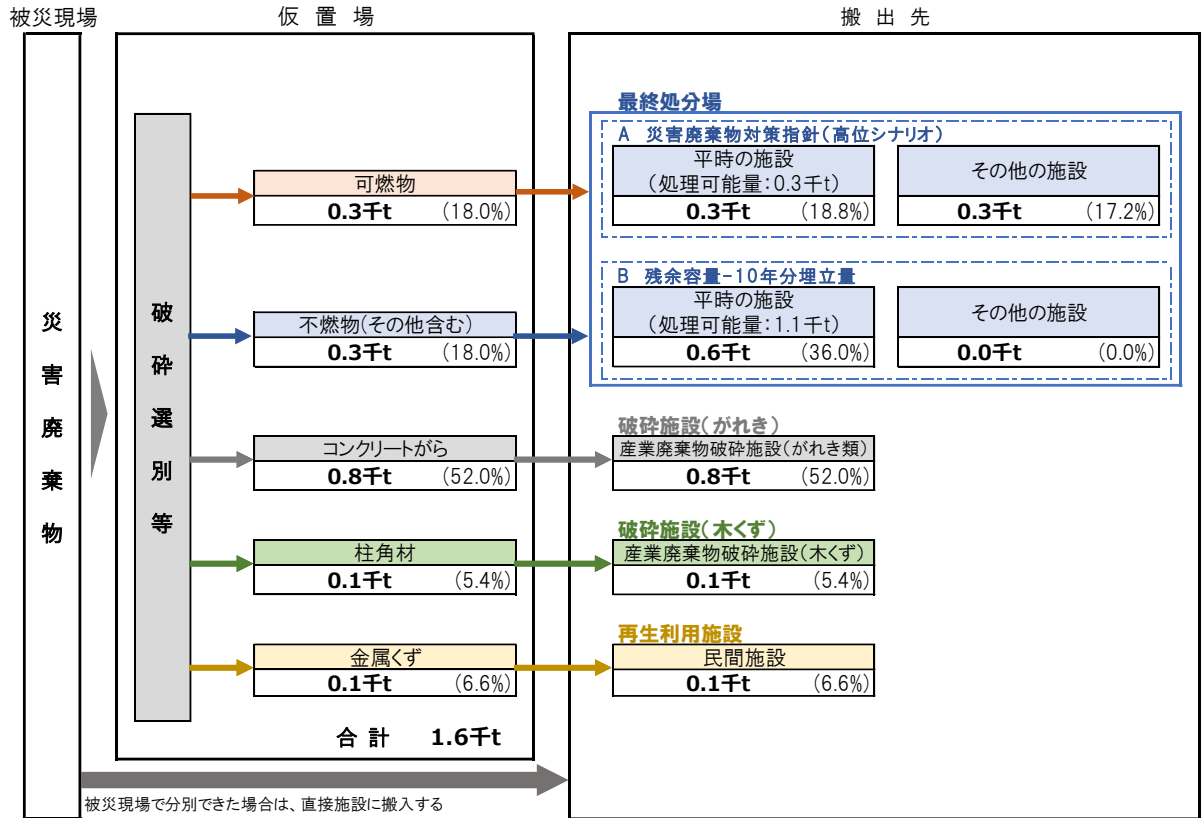 被災現場
仮 置 場
搬 出 先
災害廃棄物
破砕選別等
可燃物
0.3千t (18.0%)
不燃物(その他含む)
0.3千t (18.0%)
コンクリートがら
0.8千t (52.0%)
柱角材
0.1千t (5.4%)
金属くず
0.1千t (6.6%)
合 計 1.6千t
最終処分場
A 災害廃棄物対策指針(高位シナリオ)
平時の施設
(処理可能量:0.3千t)
0.3千t (18.8%)
その他の施設
0.3千t (17.2%)
B 残余容量-10年分埋立量
平時の施設
(処理可能量:1.1千t)
0.6千t (36.0%)
その他の施設
0.0千t (0.0%)
破砕施設(がれき)
産業廃棄物破砕施設(がれき類)
0.8千t (52.0%)
破砕施設(木くず)
産業廃棄物破砕施設(木くず)
0.1千t (5.4%)
再生利用施設
民間施設
0.1千t (6.6%)
被災現場で分別できた場合は、直接施設に搬入する